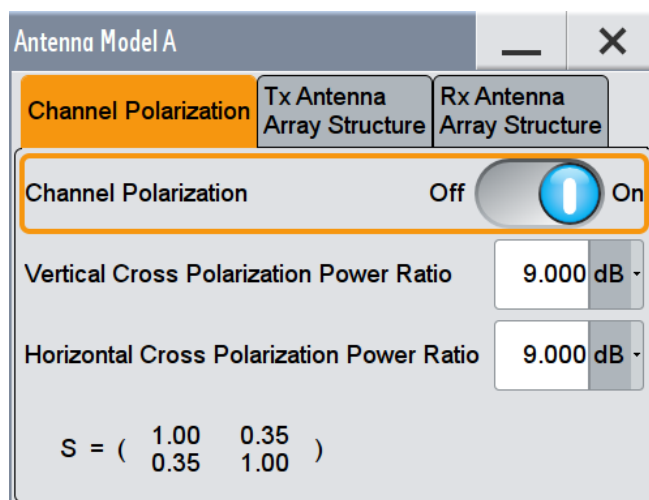 Antenna Model A
Channel Polarization
Tx Antenna
Array Structure
Rx Antenna
Array Structure
Channel Polarization Off On
Vertical Cross Polarization Power Ratio 9.000 dB
Horizontal Cross Polarization Power Ratio 9.000 dB
S = ( 1.00 0.35
0.35 1.00 )